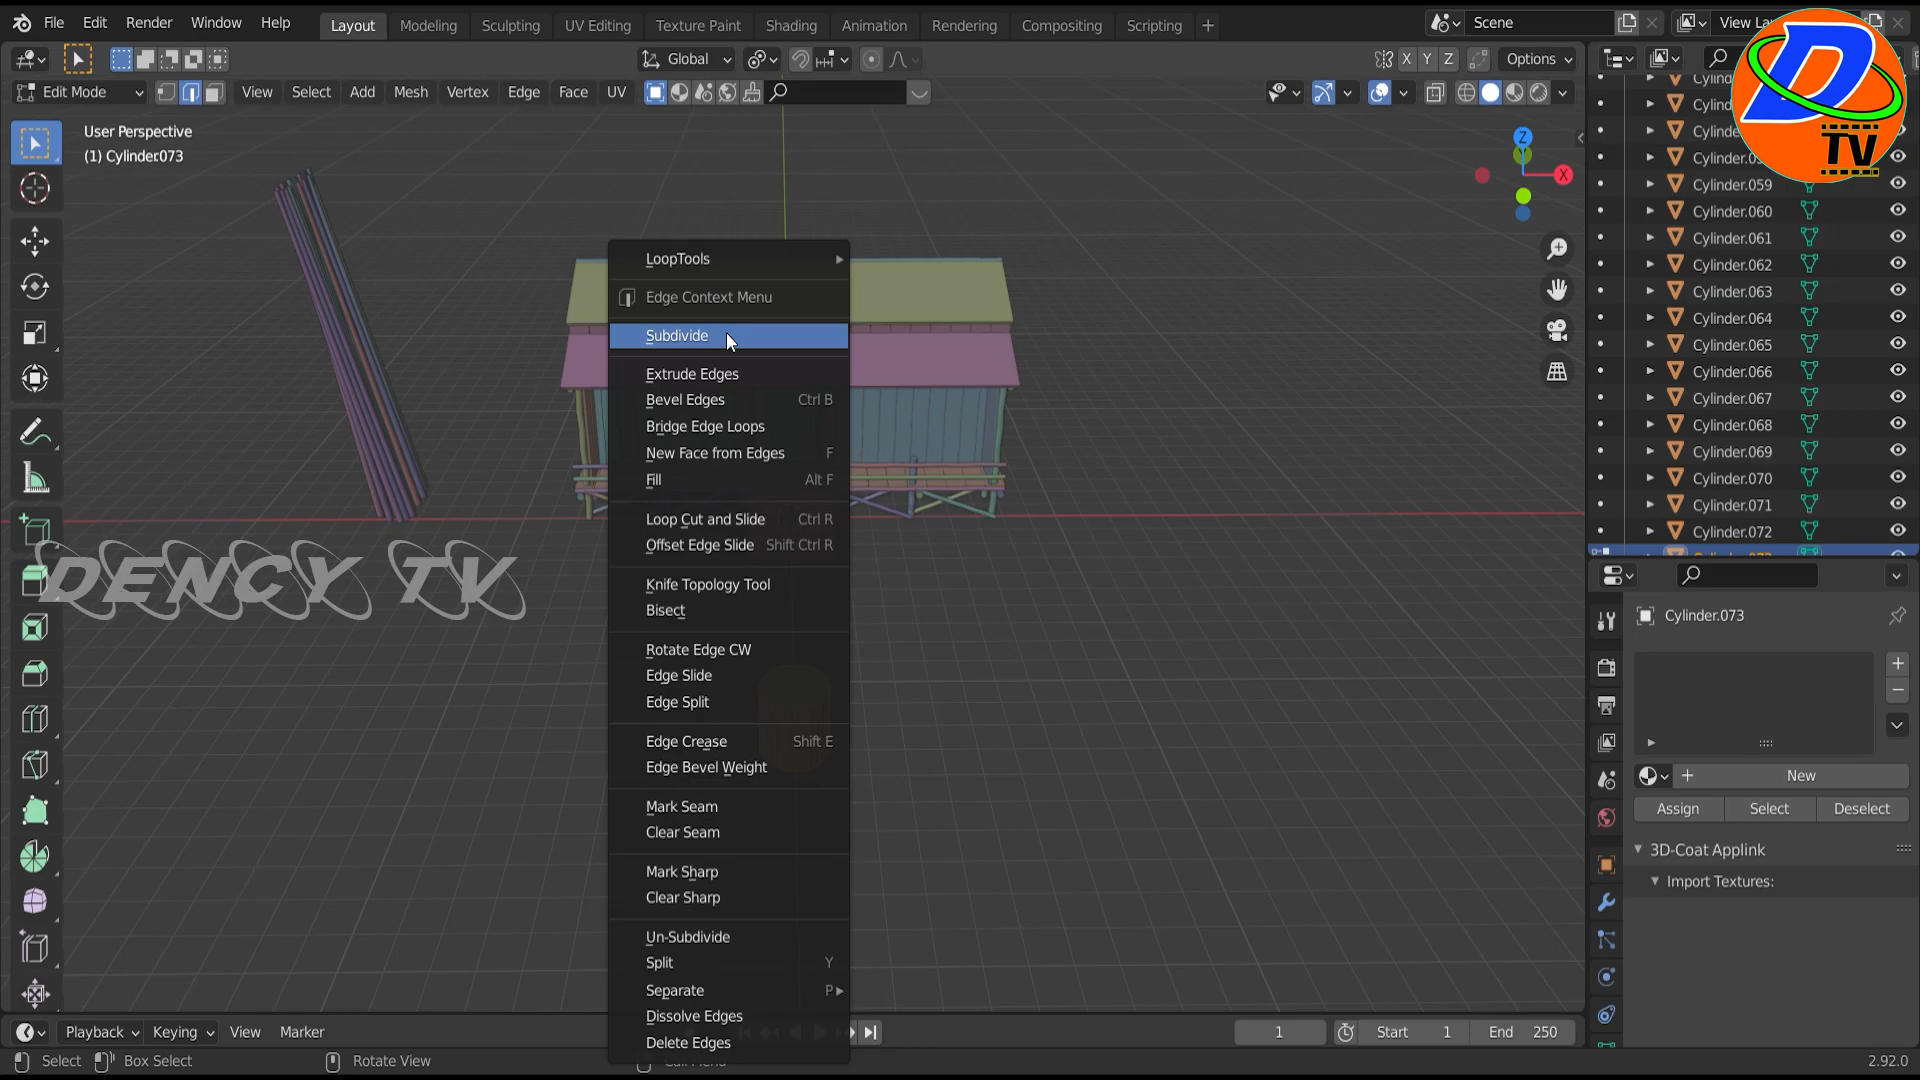 File Edit Render Window Help Layout Modeling Sculpting UV Editing Texture Paint Shading Animation Rendering Compositing Scripting + Scene
Global X Y Z Options
Edit Mode View Select Add Mesh Vertex Edge Face UV
User Perspective
(1) Cylinder.073
Z
X
D
TV
Cylinder.059
Cylinder.060
Cylinder.061
Cylinder.062
Cylinder.063
Cylinder.064
Cylinder.065
Cylinder.066
Cylinder.067
Cylinder.068
Cylinder.069
Cylinder.070
Cylinder.071
Cylinder.072
LoopTools
Edge Context Menu
Subdivide
Extrude Edges
Bevel Edges Ctrl B
Bridge Edge Loops
New Face from Edges F
Fill Alt F
Loop Cut and Slide Ctrl R
Offset Edge Slide Shift Ctrl R
Knife Topology Tool
Bisect
Rotate Edge CW
Edge Slide
Edge Split
Edge Crease Shift E
Edge Bevel Weight
Mark Seam
Clear Seam
Mark Sharp
Clear Sharp
Un-Subdivide
Split Y
Separate P
Dissolve Edges
Delete Edges
DENCY TV
Cylinder.073
New
Assign Select Deselect
3D-Coat Applink
Import Textures:
Playback Keying View Marker 1 Start 1 End 250
Select Box Select Rotate View 2.92.0